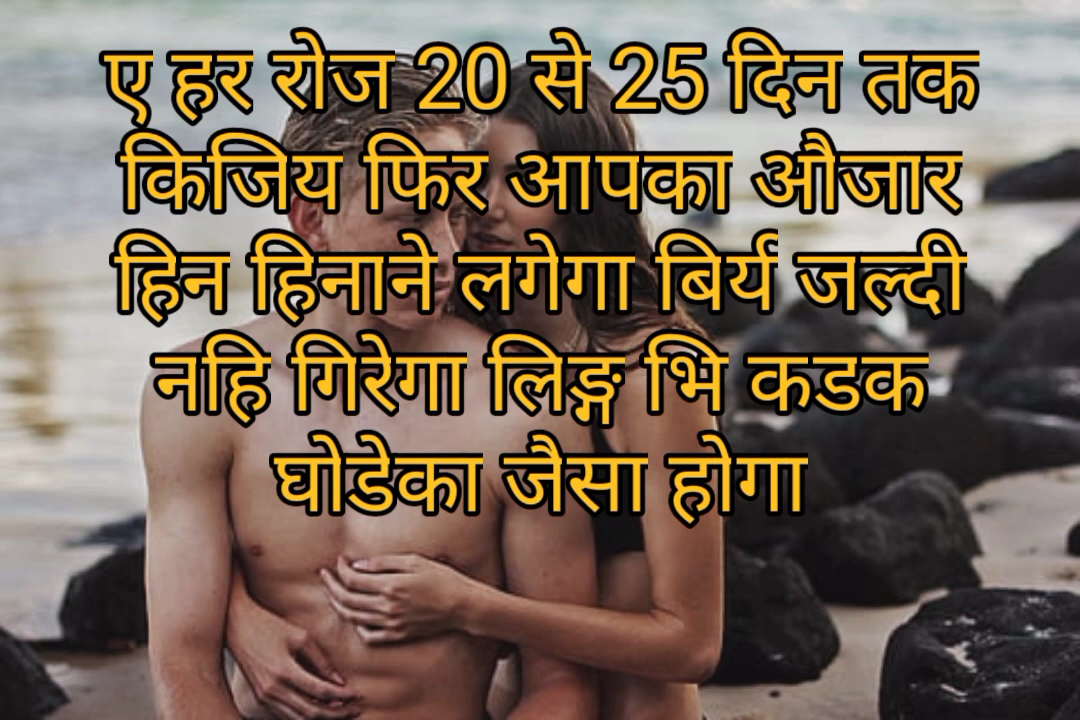 ए हर रोज 20 से 25 दिन तक
किजिय फिर आपका औजार
हिन हिनाने लगेगा बिर्य जल्दी
नहि गिरेगा लिङ्ग भि कडक
घोडेका जैसा होगा